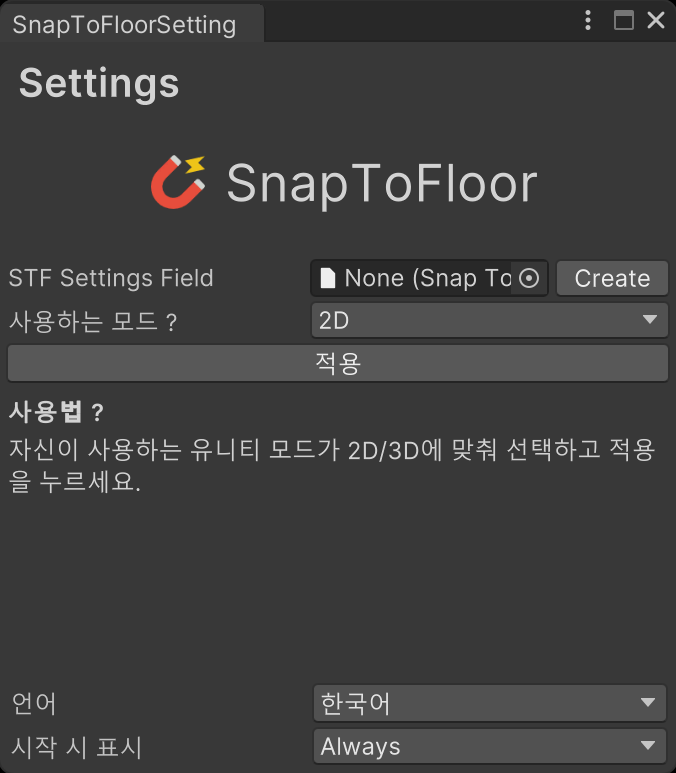 SnapToFloorSetting
Settings
SnapToFloor
STF Settings Field None (Snap To Create
사용하는 모드 ? 2D
적용
사용법 ?
자신이 사용하는 유니티 모드가 2D/3D에 맞춰 선택하고 적용
을 누르세요.
언어 한국어
시작 시 표시 Always